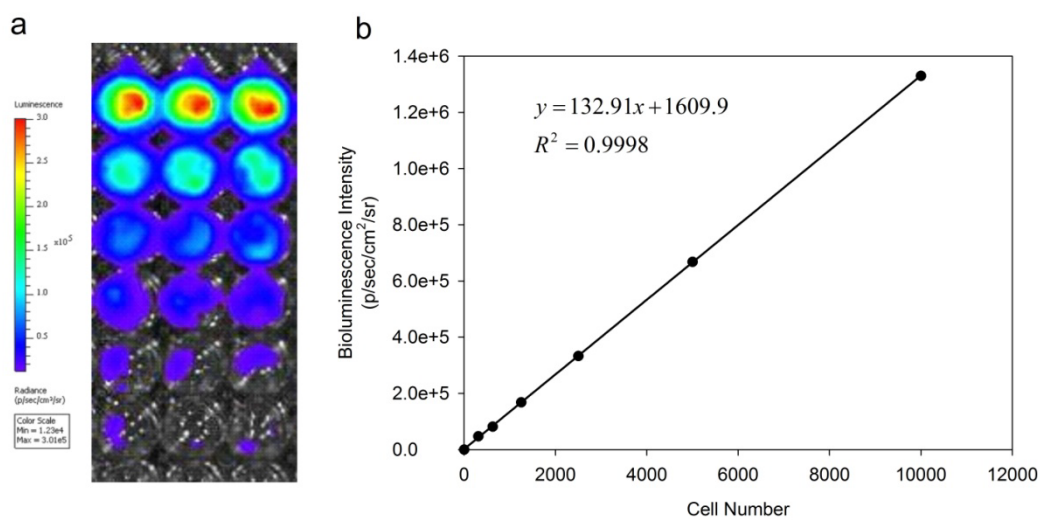 a
Luminescence
3.0
2.5
2.0
x10⁵
1.5
1.0
0.5
Radiance
(p/sec/cm²/sr)
Color Scale
Min = 1.23e4
Max = 3.01e5
b
1.4e+6
1.2e+6
1.0e+6
8.0e+5
6.0e+5
4.0e+5
2.0e+5
0.0
Bioluminescence Intensity
(p/sec/cm²/sr)
y = 132.91x + 1609.9
R² = 0.9998
0 2000 4000 6000 8000 10000 12000
Cell Number